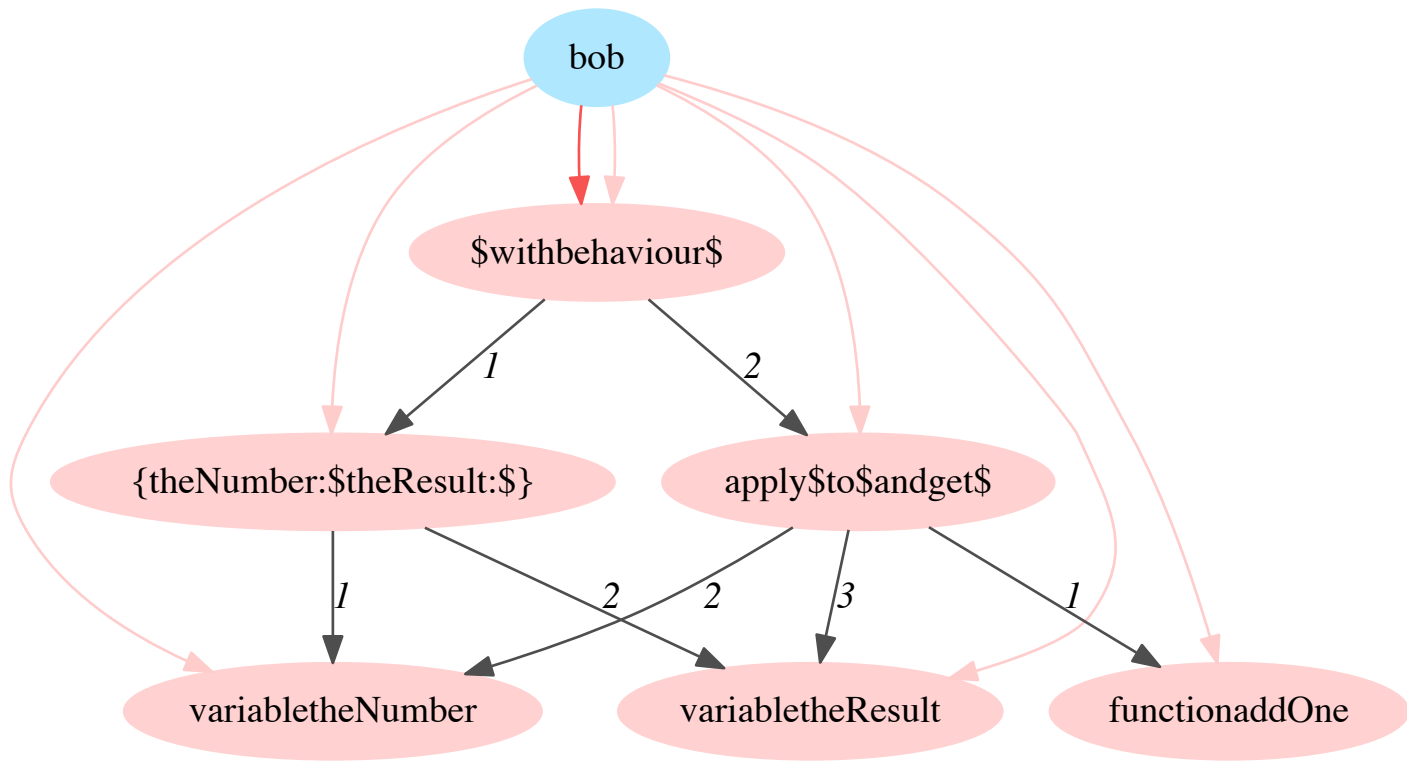 bob
$withbehaviour$
1
2
{theNumber:$theResult:$}
apply$to$andget$
1
2
2
3
1
variabletheNumber
variabletheResult
functionaddOne